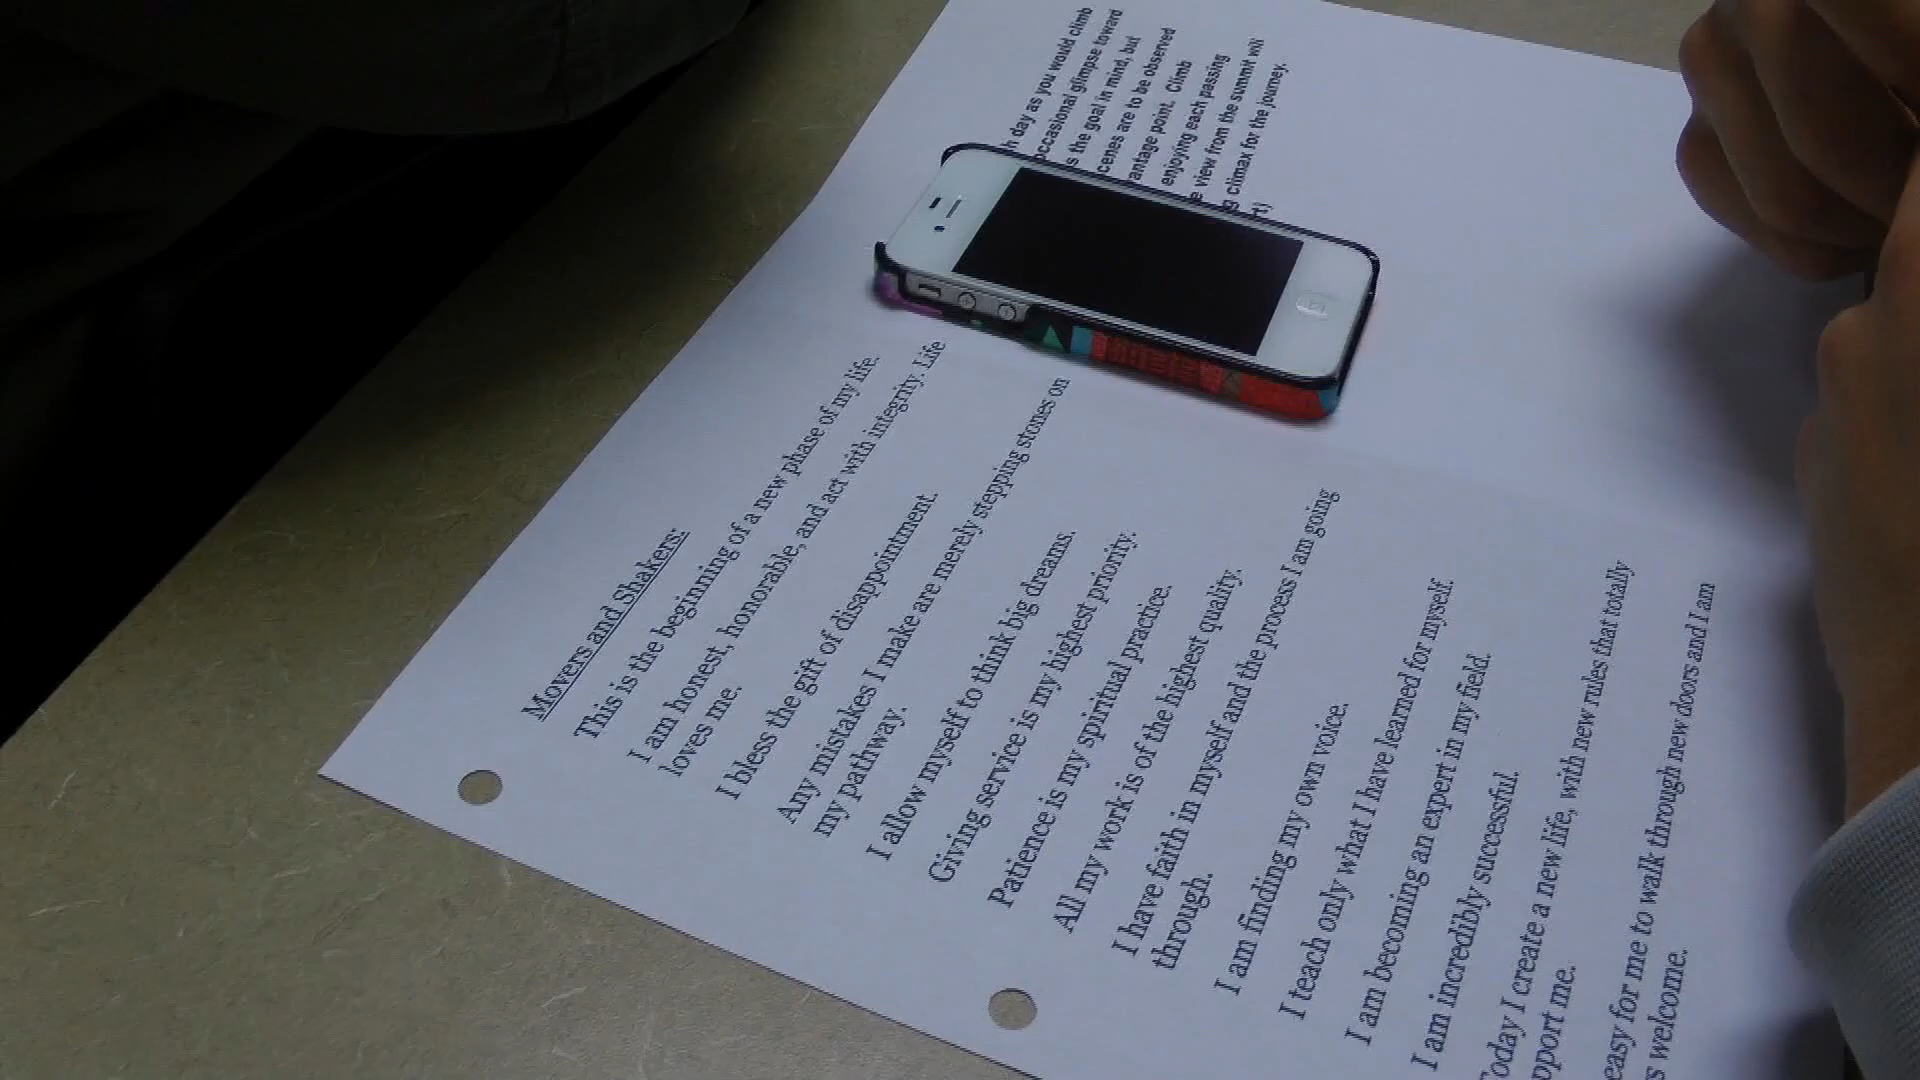 day as you would climb
occasional glimpse toward
the goal in mind, but
are to be observed
point. Climb
enjoying each passing
view from the summit will
climax for the journey.
Movers and Shakers:
This is the beginning of a new phase of my life.
I am honest, honorable, and act with integrity. Life
loves me.
I bless the gift of disappointment.
Any mistakes I make are merely stepping stones on
my pathway.
I allow myself to think big dreams.
Giving service is my highest priority.
Patience is my spiritual practice.
All my work is of the highest quality.
I have faith in myself and the process I am going
through.
I am finding my own voice.
I teach only what I have learned for myself.
I am becoming an expert in my field.
I am incredibly successful.
Today I create a new life, with new rules that totally
pport me.
easy for me to walk through new doors and I am
s welcome.